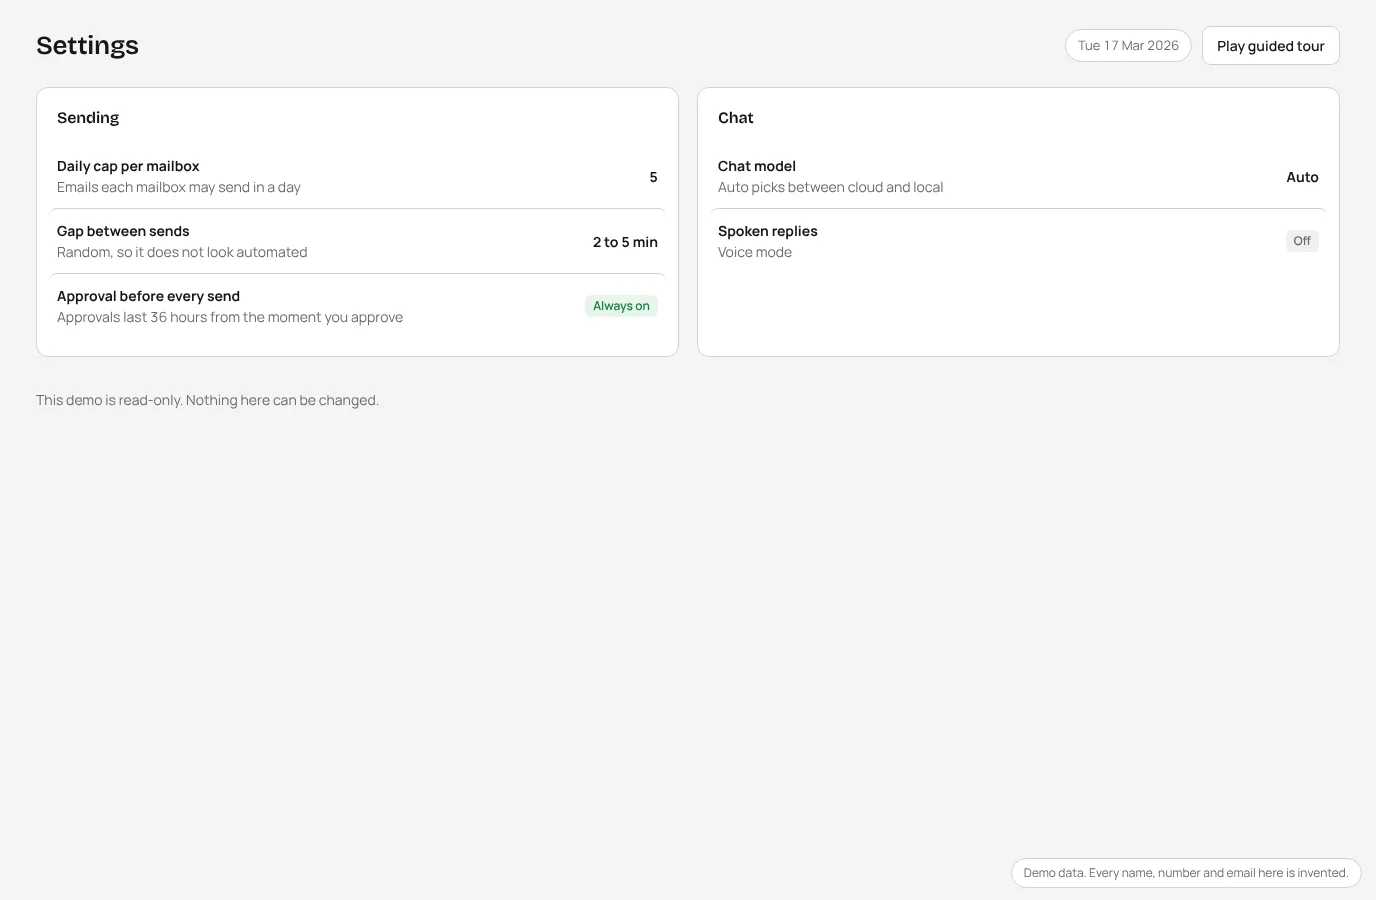 Settings
Tue 17 Mar 2026
Play guided tour
Sending
Daily cap per mailbox
Emails each mailbox may send in a day
5
Gap between sends
Random, so it does not look automated
2 to 5 min
Approval before every send
Approvals last 36 hours from the moment you approve
Always on
Chat
Chat model
Auto picks between cloud and local
Auto
Spoken replies
Voice mode
Off
This demo is read-only. Nothing here can be changed.
Demo data. Every name, number and email here is invented.